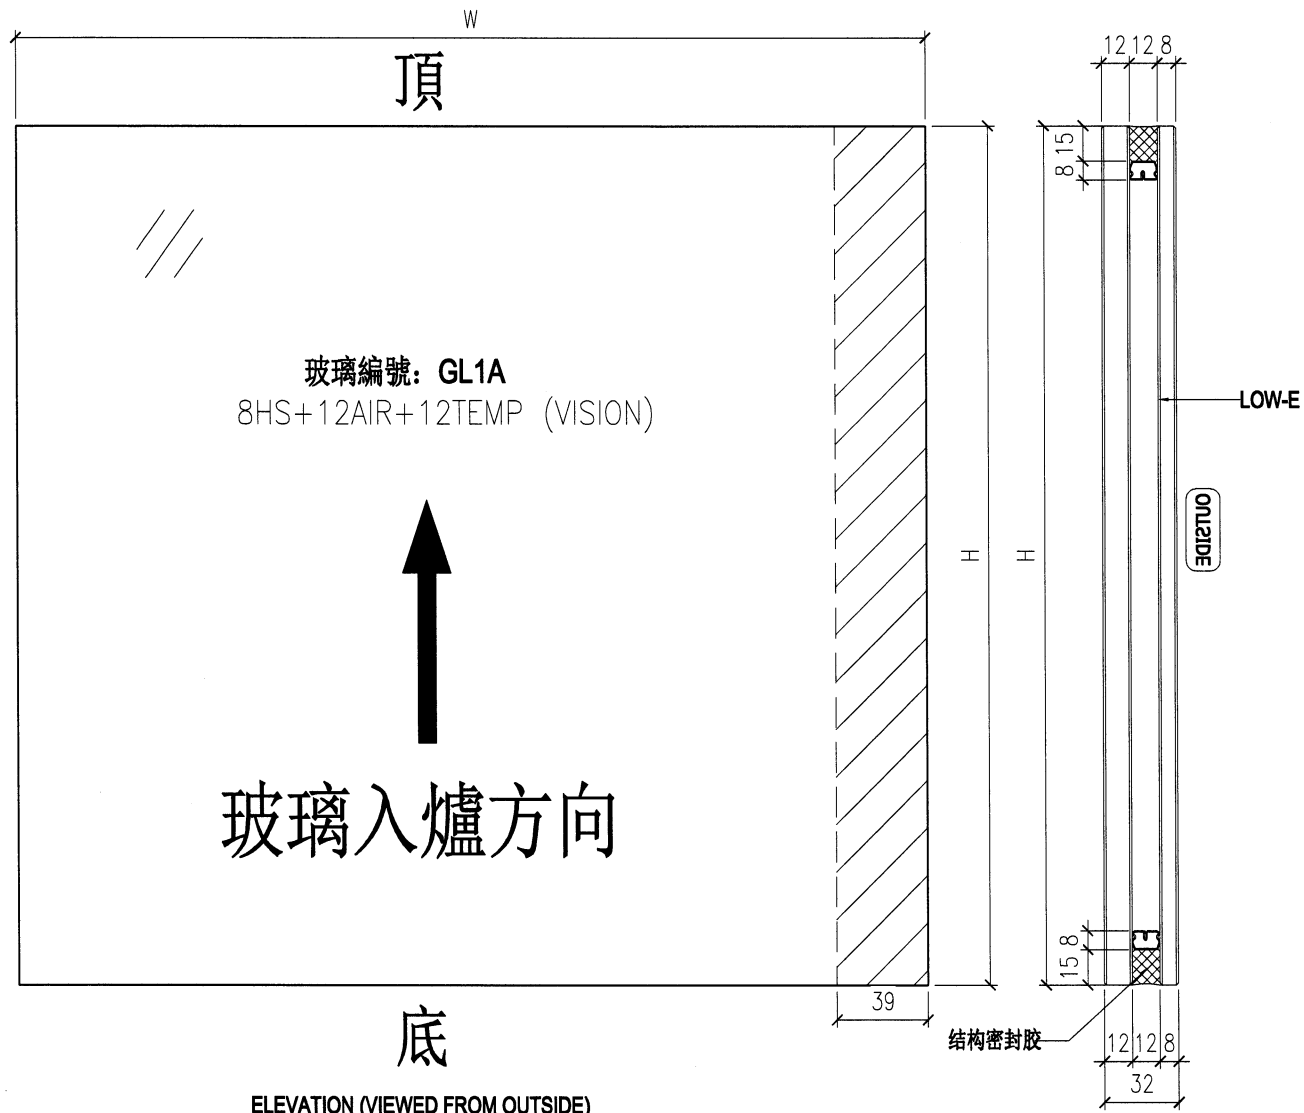 W
頂
12 12 8
15
8
玻璃編號：GL1A
8HS+12AIR+12TEMP (VISION)
LOW-E
OUTSIDE
H
H
玻璃入爐方向
8
15
39
底
结构密封胶
12 12 8
32
ELEVATION (VIEWED FROM OUTSIDE)